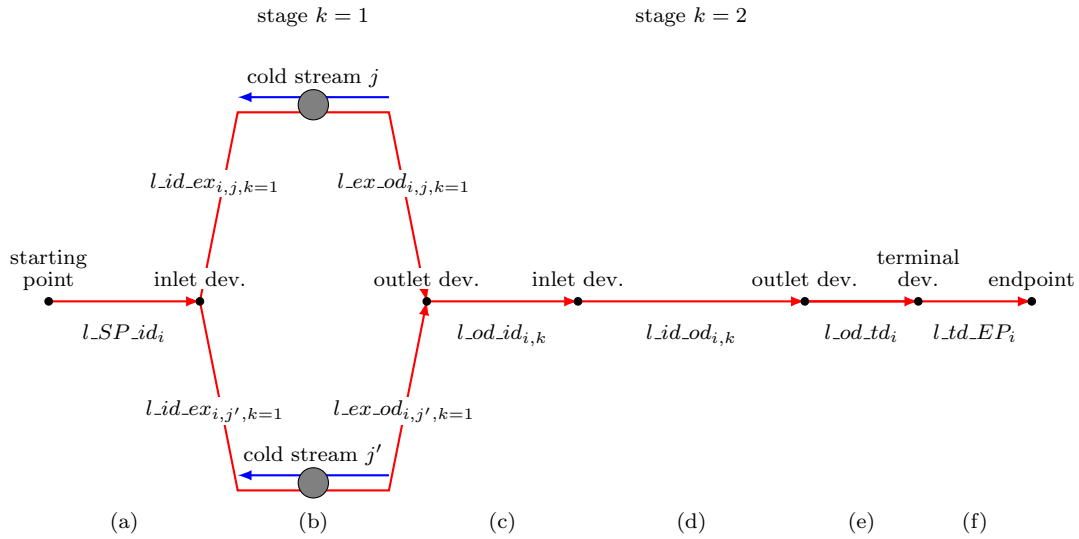 stage k = 1
stage k = 2
cold stream j
l_id_ex_{i,j,k=1}
l_ex_od_{i,j,k=1}
starting
point
inlet dev.
outlet dev.
inlet dev.
outlet dev.
terminal
dev.
endpoint
l_SP_id_i
l_od_id_{i,k}
l_id_od_{i,k}
l_od_td_i
l_td_EP_i
l_id_ex_{i,j',k=1}
l_ex_od_{i,j',k=1}
cold stream j'
(a)
(b)
(c)
(d)
(e)
(f)